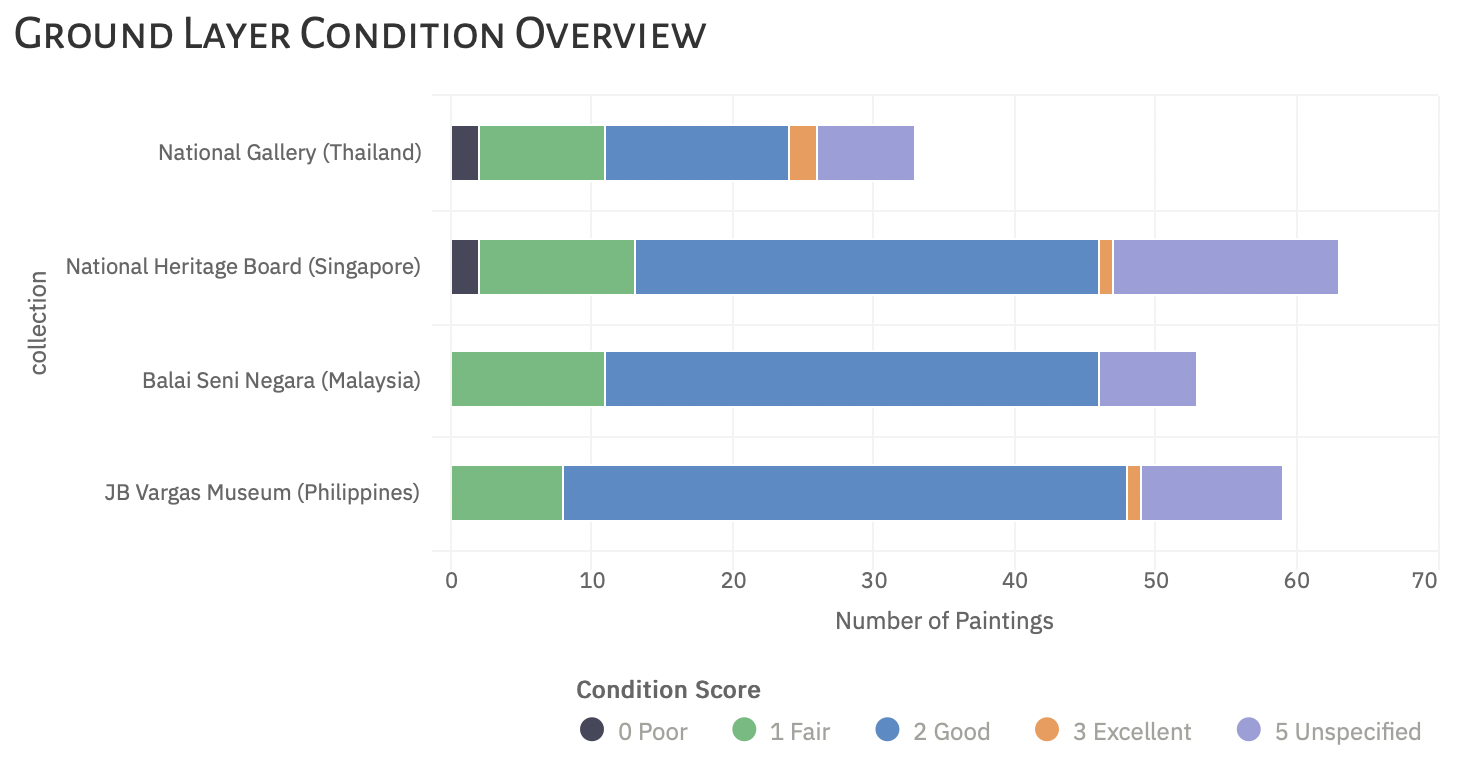 Ground Layer Condition Overview
National Gallery (Thailand)
National Heritage Board (Singapore)
collection
Balai Seni Negara (Malaysia)
JB Vargas Museum (Philippines)
0 10 20 30 40 50 60 70
Number of Paintings
Condition Score
0 Poor 1 Fair 2 Good 3 Excellent 5 Unspecified